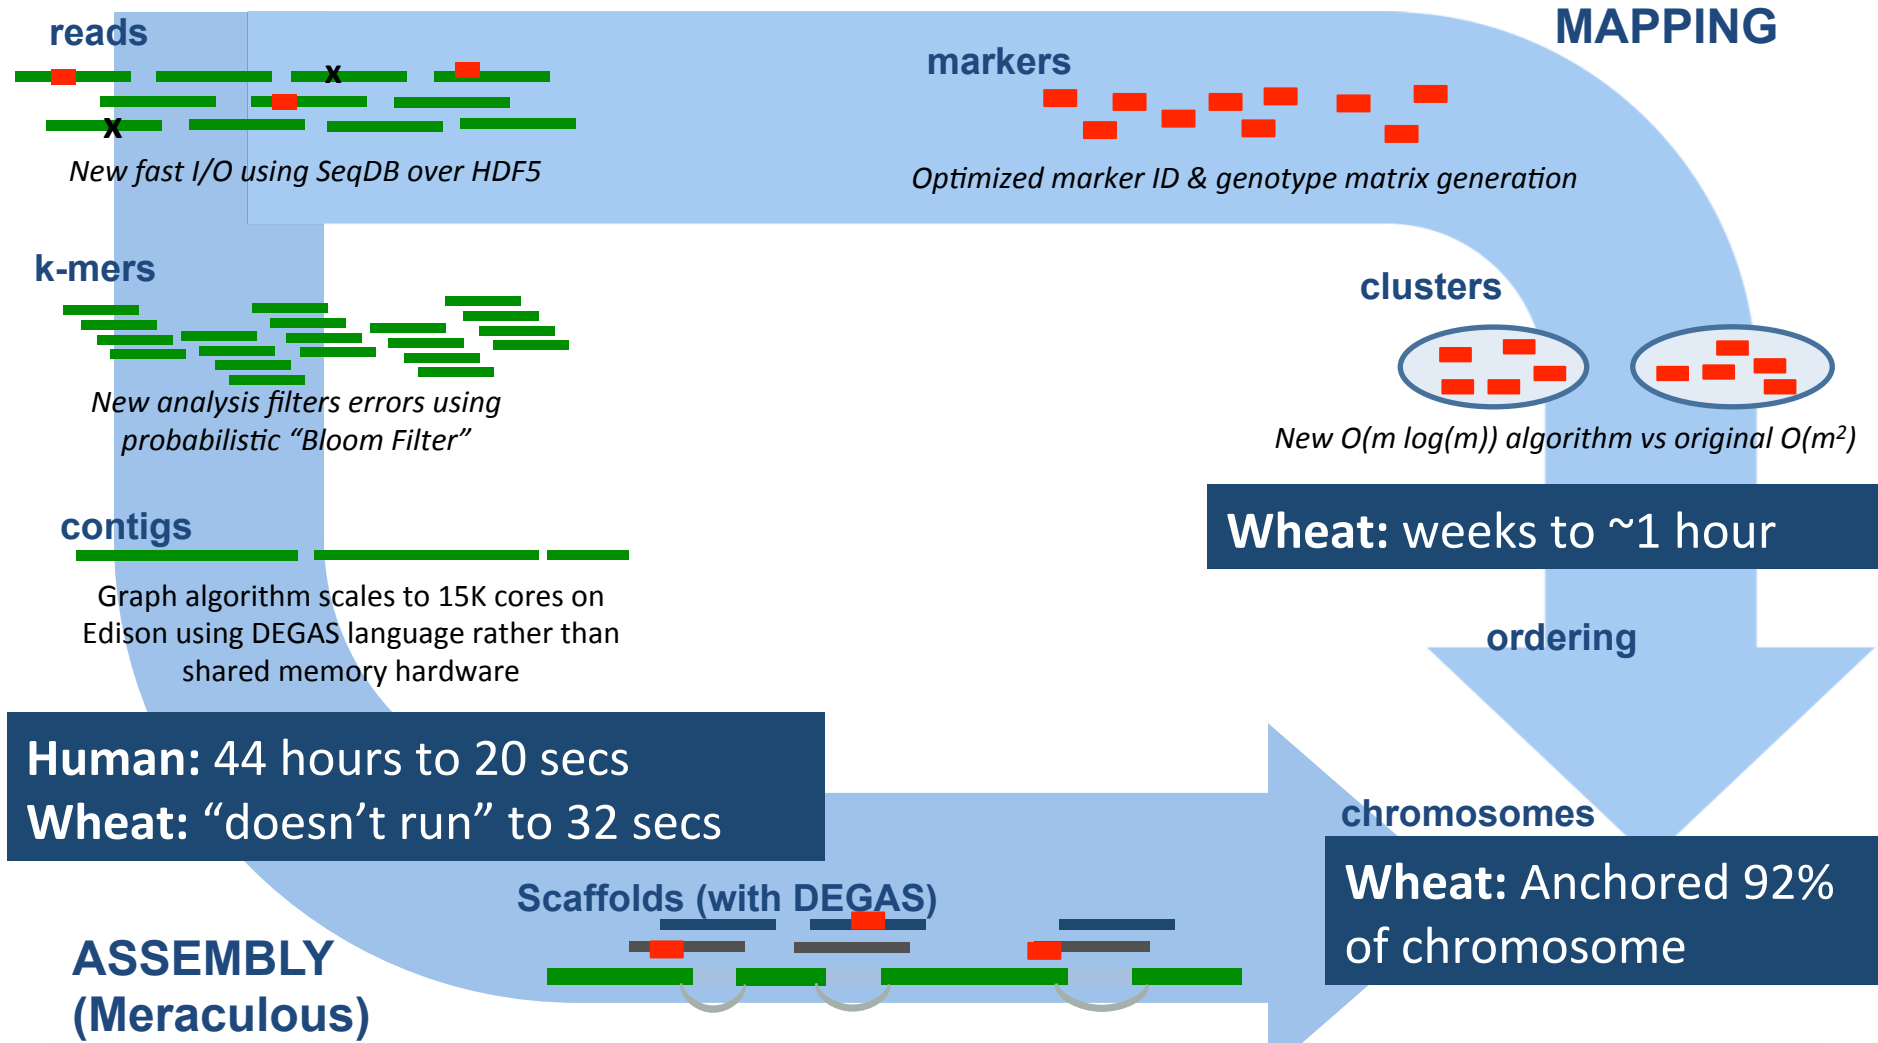 MAPPING
reads
x
x
New fast I/O using SeqDB over HDF5
markers
Optimized marker ID & genotype matrix generation
k-mers
New analysis filters errors using
probabilistic “Bloom Filter”
clusters
New O(m log(m)) algorithm vs original O(m²)
Wheat: weeks to ~1 hour
contigs
Graph algorithm scales to 15K cores on
Edison using DEGAS language rather than
shared memory hardware
ordering
Human: 44 hours to 20 secs
Wheat: “doesn’t run” to 32 secs
chromosomes
Wheat: Anchored 92%
of chromosome
Scaffolds (with DEGAS)
ASSEMBLY
(Meraculous)